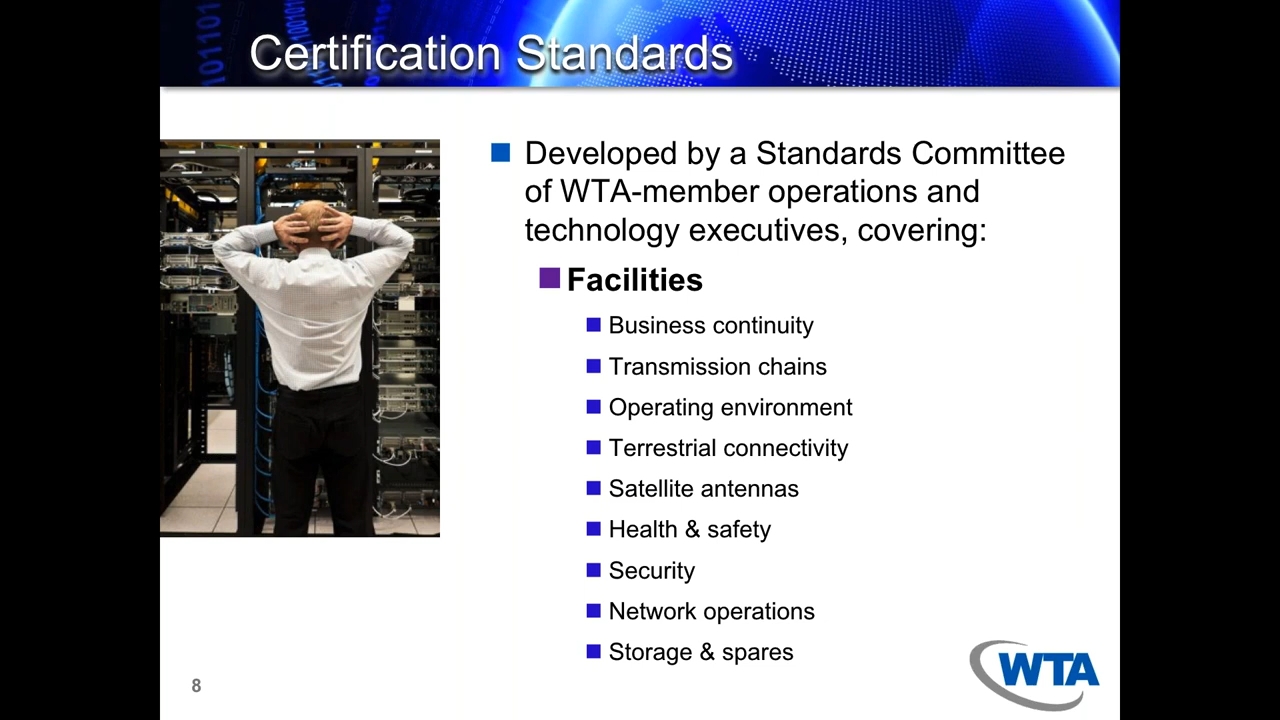 Certification Standards
Developed by a Standards Committee
of WTA-member operations and
technology executives, covering:
Facilities
Business continuity
Transmission chains
Operating environment
Terrestrial connectivity
Satellite antennas
Health & safety
Security
Network operations
Storage & spares
8
WTA